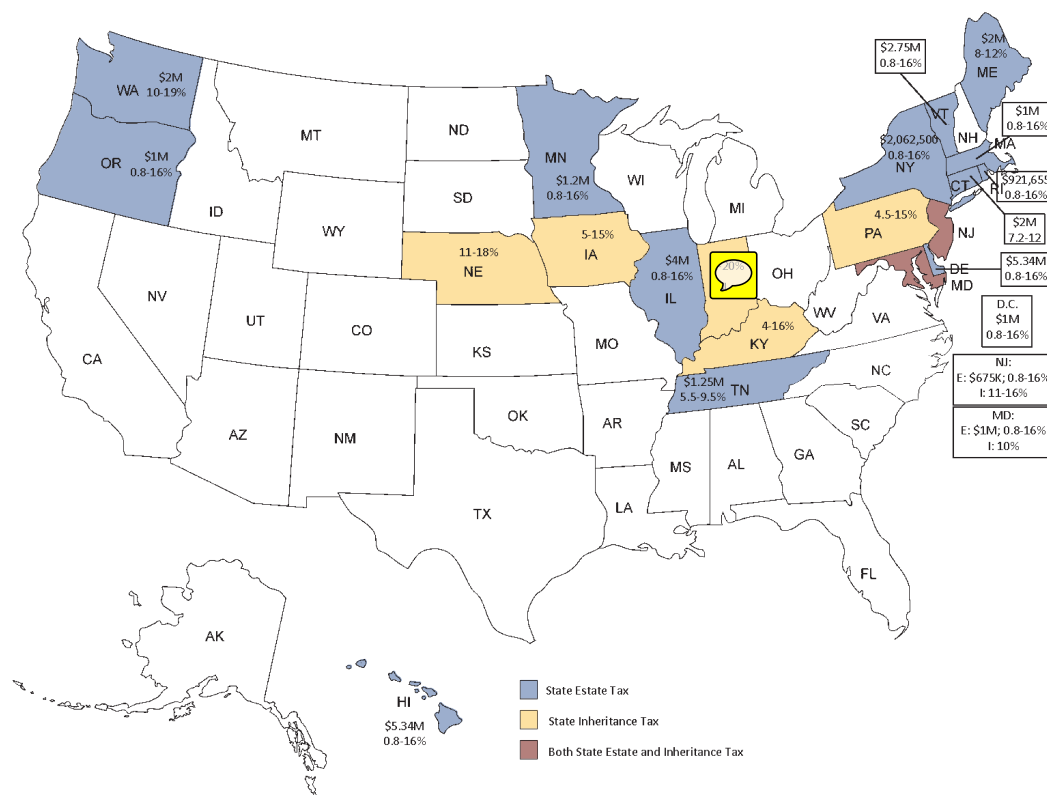 $2M
8-12%
ME
$2.75M
0.8-16%
VT
NH
$1M
0.8-16%
MA
$2,062,500
0.8-16%
NY
CT
RI
$921,655
0.8-16%
$2M
7.2-12
WA
$2M
10-19%
OR
$1M
0.8-16%
MT
ID
WY
ND
SD
MN
$1.2M
0.8-16%
WI
MI
11-18%
NE
5-15%
IA
$4M
0.8-16%
IL
20%
OH
4.5-15%
PA
NJ
DE
MD
$5.34M
0.8-16%
D.C.
$1M
0.8-16%
NJ:
E: $675K; 0.8-16%
I: 11-16%
MD:
E: $1M; 0.8-16%
I: 10%
NV
UT
CO
CA
KS
MO
4-16%
KY
WV
VA
$1.25M
5.5-9.5%
TN
NC
AZ
NM
OK
AR
SC
MS
AL
GA
TX
LA
FL
AK
HI
$5.34M
0.8-16%
State Estate Tax
State Inheritance Tax
Both State Estate and Inheritance Tax